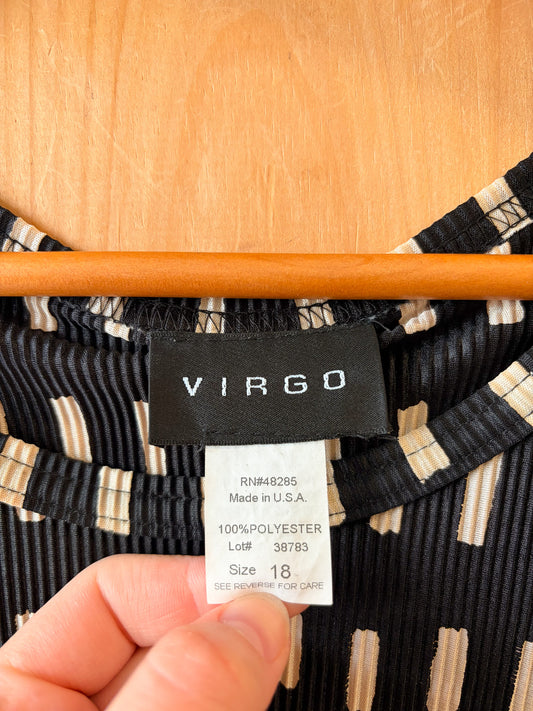 VIRGO
RN#48285
Made in U.S.A.
100%POLYESTER
Lot# 38783
Size 18
SEE REVERSE FOR CARE